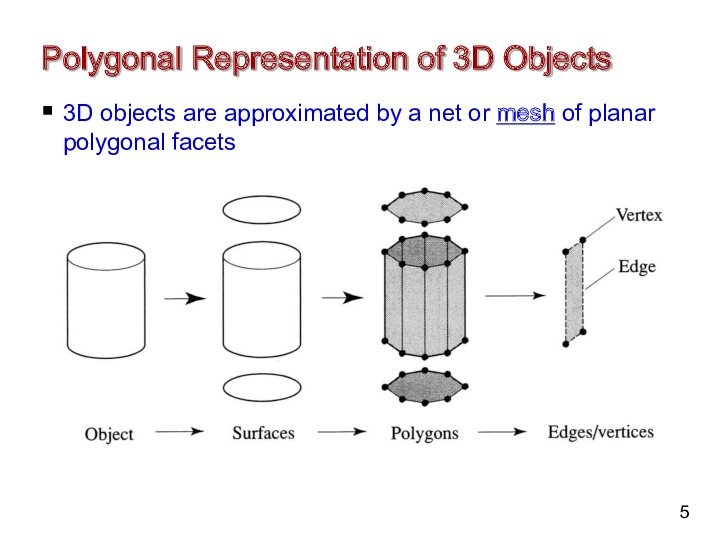 Polygonal Representation of 3D Objects
▪ 3D objects are approximated by a net or mesh of planar
polygonal facets
Vertex
Edge
Object → Surfaces → Polygons → Edges/vertices
5